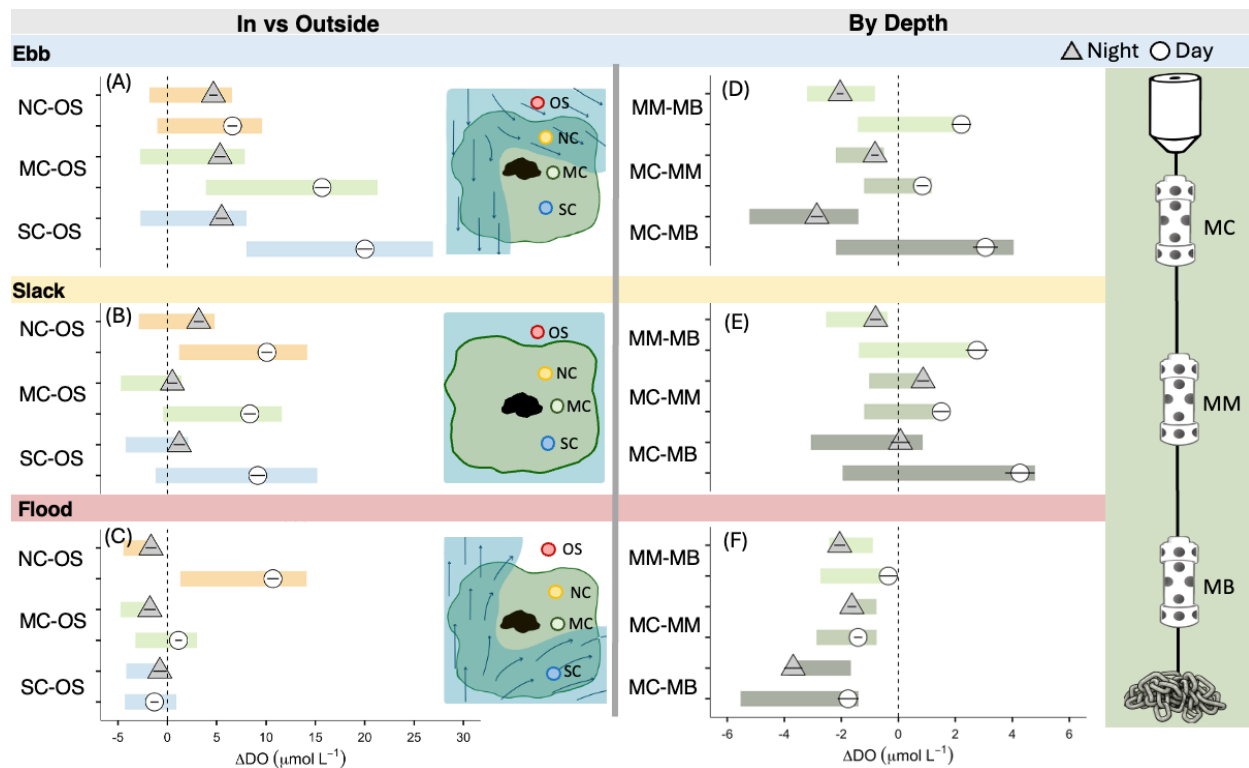 In vs Outside By Depth
Ebb
Night Day
(A)
NC-OS
MC-OS
SC-OS
OS
NC
MC
SC
(D)
MM-MB
MC-MM
MC-MB
Slack
(B)
NC-OS
MC-OS
SC-OS
OS
NC
MC
SC
(E)
MM-MB
MC-MM
MC-MB
Flood
(C)
NC-OS
MC-OS
SC-OS
OS
NC
MC
SC
(F)
MM-MB
MC-MM
MC-MB
-5 0 5 10 15 20 25 30
ΔDO (μmol L⁻¹)
-6 -4 -2 0 2 4 6
ΔDO (μmol L⁻¹)
MC
MM
MB